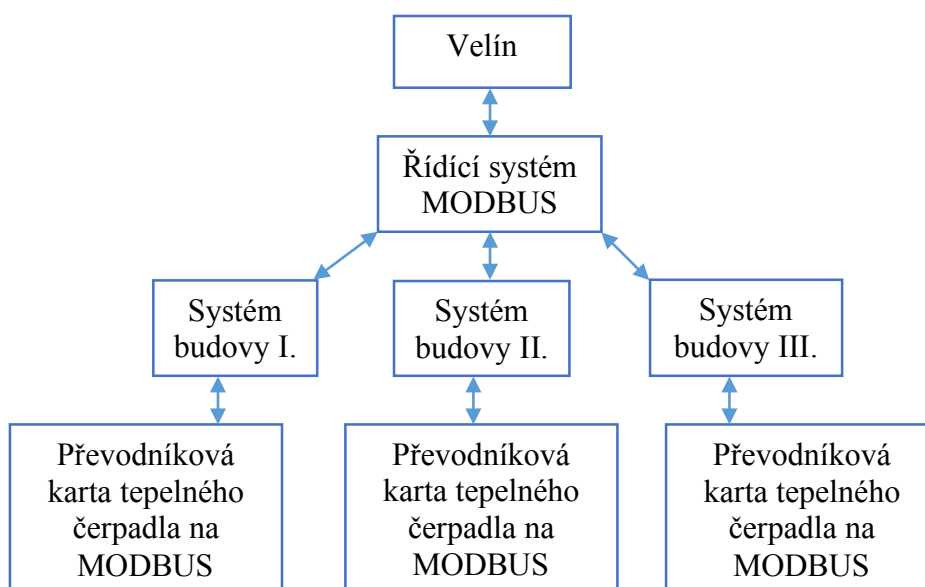 Velín
Řídící systém
MODBUS
Systém
budovy I.
Systém
budovy II.
Systém
budovy III.
Převodníková
karta tepelného
čerpadla na
MODBUS
Převodníková
karta tepelného
čerpadla na
MODBUS
Převodníková
karta tepelného
čerpadla na
MODBUS